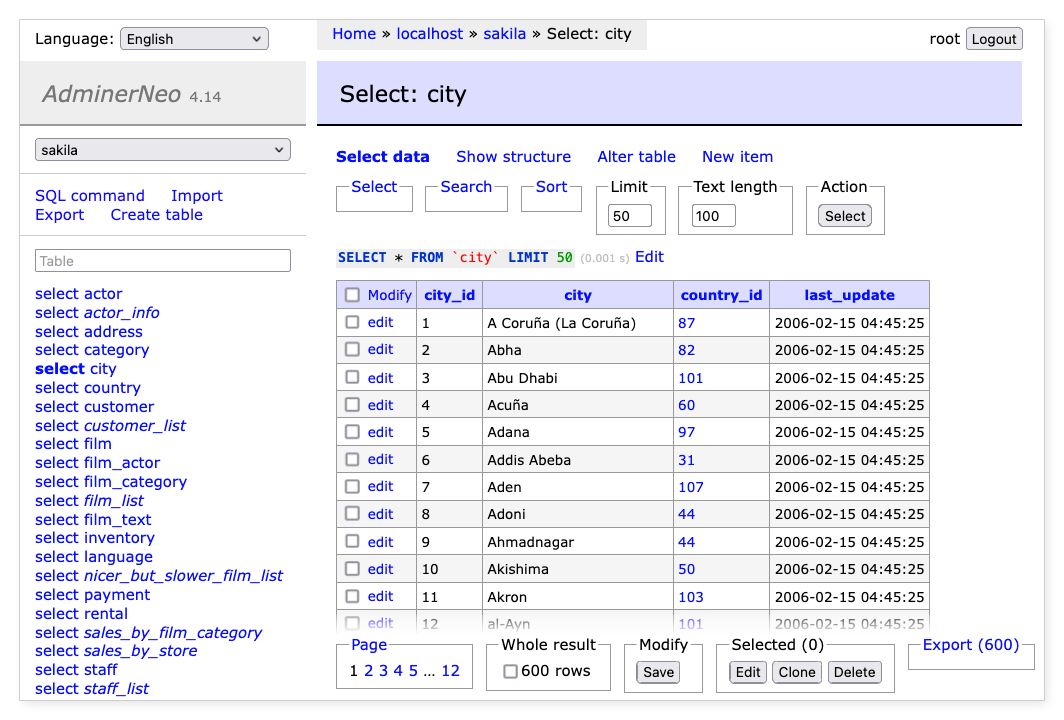 Language: English
Home » localhost » sakila » Select: city
root Logout
AdminerNeo 4.14
Select: city
sakila
SQL command Import
Export Create table
Table
select actor
select actor_info
select address
select category
select city
select country
select customer
select customer_list
select film
select film_actor
select film_category
select film_list
select film_text
select inventory
select language
select nicer_but_slower_film_list
select payment
select rental
select sales_by_film_category
select sales_by_store
select staff
select staff_list
Select data Show structure Alter table New item
Select Search Sort Limit Text length Action
50 100 Select
SELECT * FROM `city` LIMIT 50 (0.001 s) Edit
Modify city_id city country_id last_update
edit 1 A Coruña (La Coruña) 87 2006-02-15 04:45:25
edit 2 Abha 82 2006-02-15 04:45:25
edit 3 Abu Dhabi 101 2006-02-15 04:45:25
edit 4 Acuña 60 2006-02-15 04:45:25
edit 5 Adana 97 2006-02-15 04:45:25
edit 6 Addis Abeba 31 2006-02-15 04:45:25
edit 7 Aden 107 2006-02-15 04:45:25
edit 8 Adoni 44 2006-02-15 04:45:25
edit 9 Ahmadnagar 44 2006-02-15 04:45:25
edit 10 Akishima 50 2006-02-15 04:45:25
edit 11 Akron 103 2006-02-15 04:45:25
edit 12 al-Ayn 101 2006-02-15 04:45:25
Page Whole result Modify Selected (0) Export (600)
1 2 3 4 5 ... 12 600 rows Save Edit Clone Delete